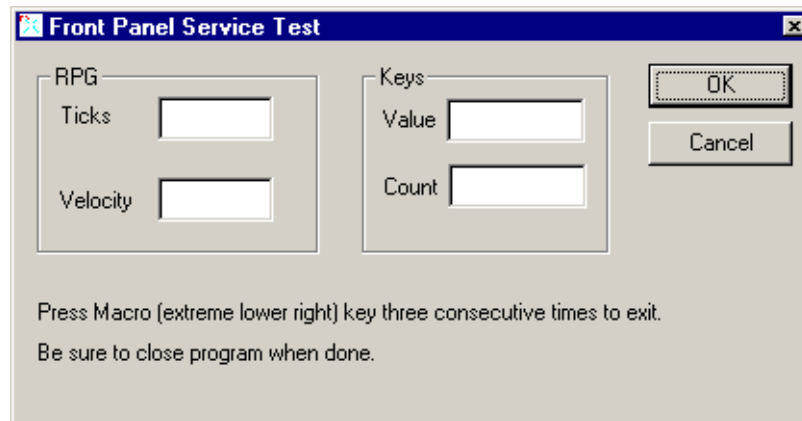 Front Panel Service Test
RPG
Ticks
Velocity
Keys
Value
Count
OK
Cancel
Press Macro (extreme lower right) key three consecutive times to exit.
Be sure to close program when done.